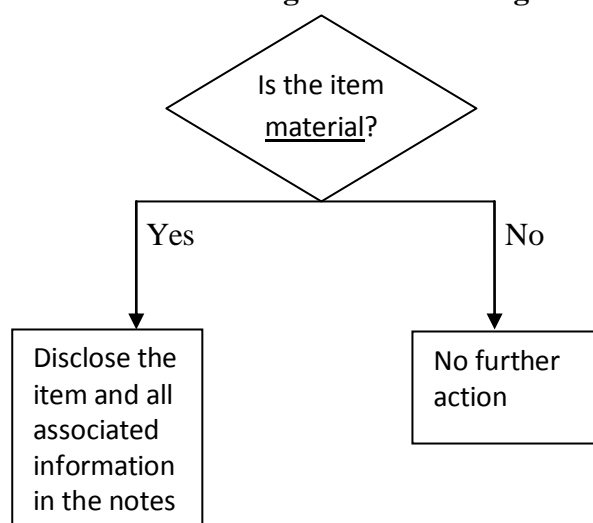 Is the item
material?
Yes
No
Disclose the
item and all
associated
information
in the notes
No further
action